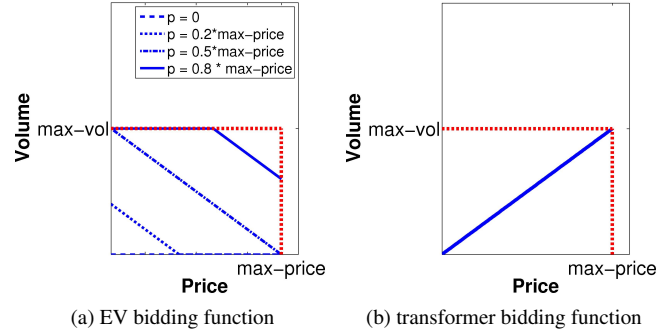 p = 0
p = 0.2*max-price
p = 0.5*max-price
p = 0.8 * max-price
Volume
max-vol
max-price
Price
(a) EV bidding function
Volume
max-vol
max-price
Price
(b) transformer bidding function